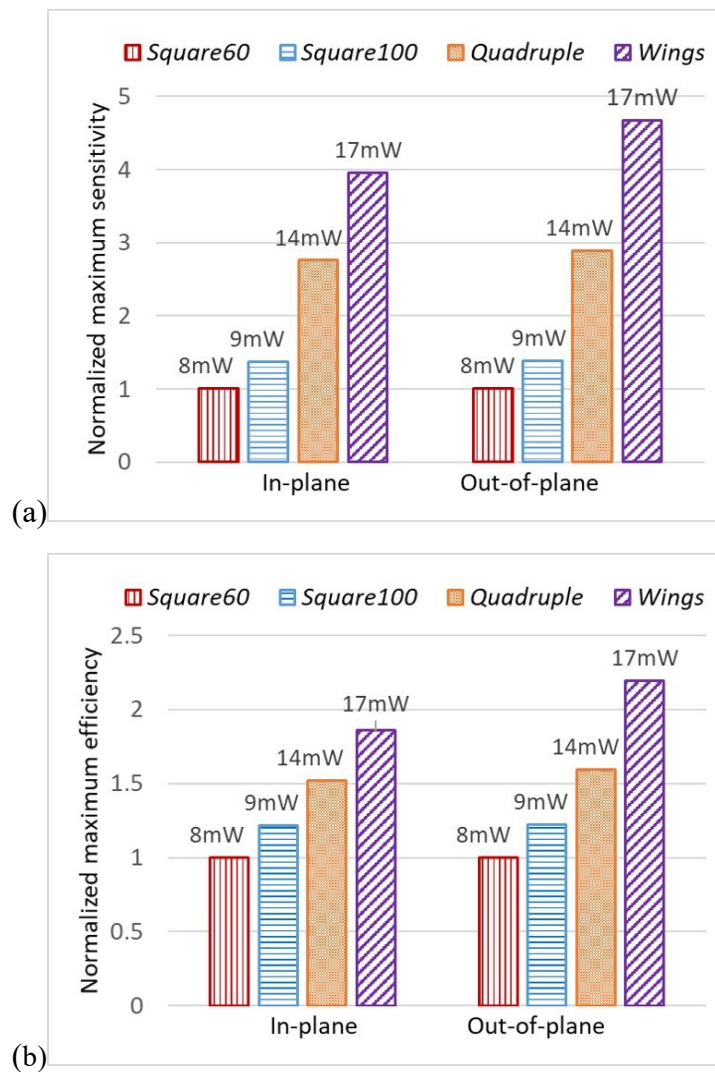 Square60 Square100 Quadruple Wings
Normalized maximum sensitivity
5
4
3
2
1
0
8mW
9mW
14mW
17mW
8mW
9mW
14mW
17mW
In-plane
Out-of-plane
(a)
Square60 Square100 Quadruple Wings
Normalized maximum efficiency
2.5
2
1.5
1
0.5
0
8mW
9mW
14mW
17mW
8mW
9mW
14mW
17mW
In-plane
Out-of-plane
(b)